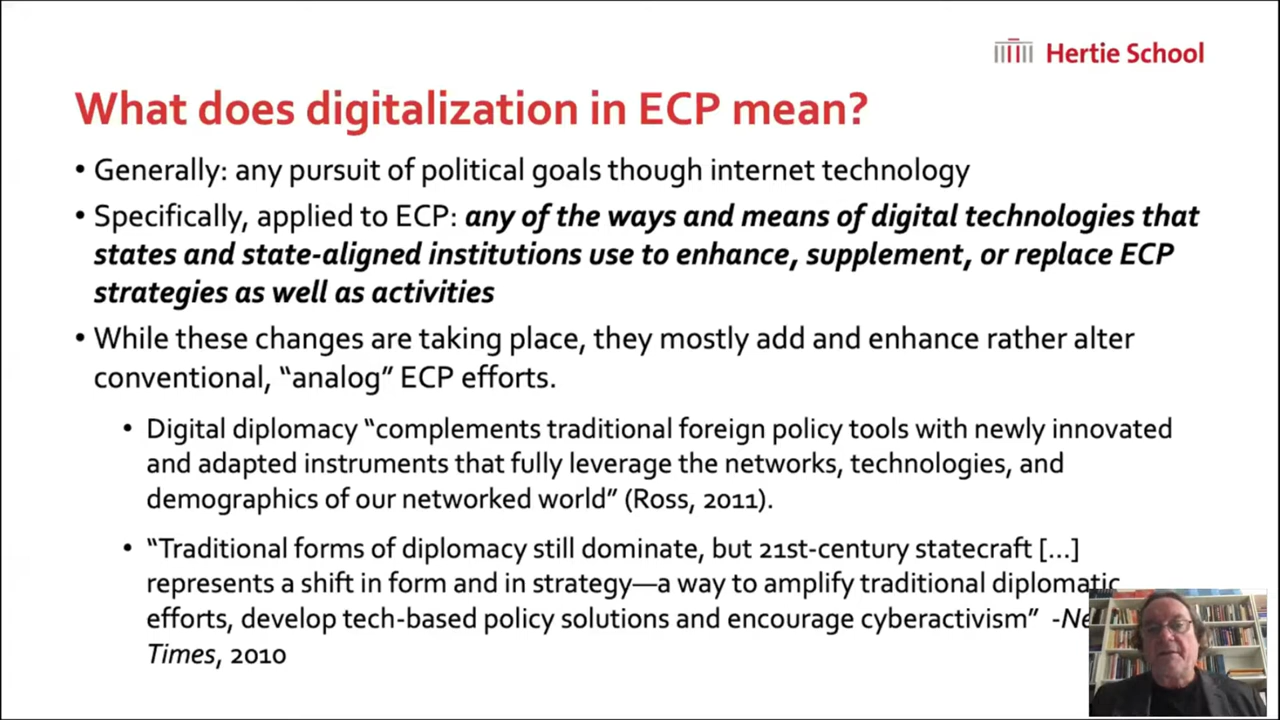 Hertie School
What does digitalization in ECP mean?
• Generally: any pursuit of political goals though internet technology
• Specifically, applied to ECP: any of the ways and means of digital technologies that
states and state-aligned institutions use to enhance, supplement, or replace ECP
strategies as well as activities
• While these changes are taking place, they mostly add and enhance rather alter
conventional, “analog” ECP efforts.
• Digital diplomacy “complements traditional foreign policy tools with newly innovated
and adapted instruments that fully leverage the networks, technologies, and
demographics of our networked world” (Ross, 2011).
• “Traditional forms of diplomacy still dominate, but 21st-century statecraft [...]
represents a shift in form and in strategy—a way to amplify traditional diplomatic
efforts, develop tech-based policy solutions and encourage cyberactivism” -
Times, 2010